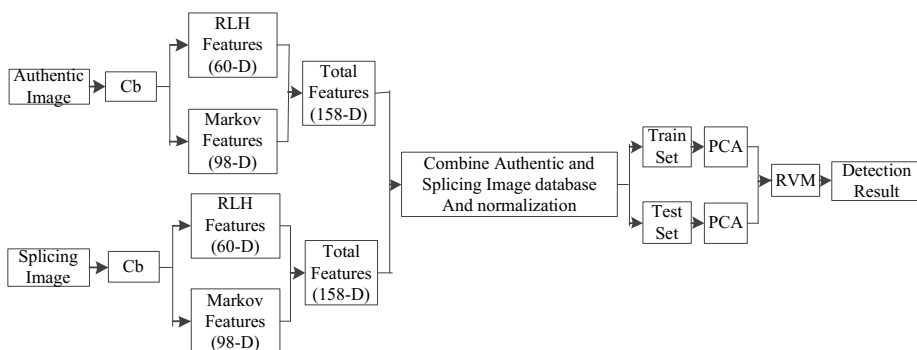 Authentic
Image
Cb
RLH
Features
(60-D)
Markov
Features
(98-D)
Total
Features
(158-D)
Splicing
Image
Cb
RLH
Features
(60-D)
Markov
Features
(98-D)
Total
Features
(158-D)
Combine Authentic and
Splicing Image database
And normalization
Train
Set
PCA
Test
Set
PCA
RVM
Detection
Result